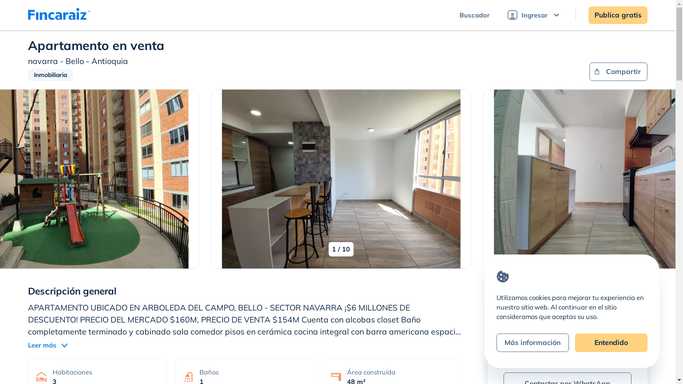 Fincaraiz
Buscador
Ingresar
Publica gratis
Apartamento en venta
navarra - Bello - Antioquia
Inmobiliaria
Compartir
1 / 10
Descripción general
APARTAMENTO UBICADO EN ARBOLEDA DEL CAMPO, BELLO - SECTOR NAVARRA ¡$6 MILLONES DE
DESCUENTO! PRECIO DEL MERCADO $160M, PRECIO DE VENTA $154M Cuenta con alcobas closet Baño
completamente terminado y cabinado sala comedor pisos en cerámica cocina integral con barra americana espaci...
Leer más
Habitaciones
3
Baños
1
Área construida
48 m²
Utilizamos cookies para mejorar tu experiencia en
nuestro sitio web. Al continuar en el sitio
consideramos que aceptas su uso.
Más información
Entendido
Contactar por WhatsApp